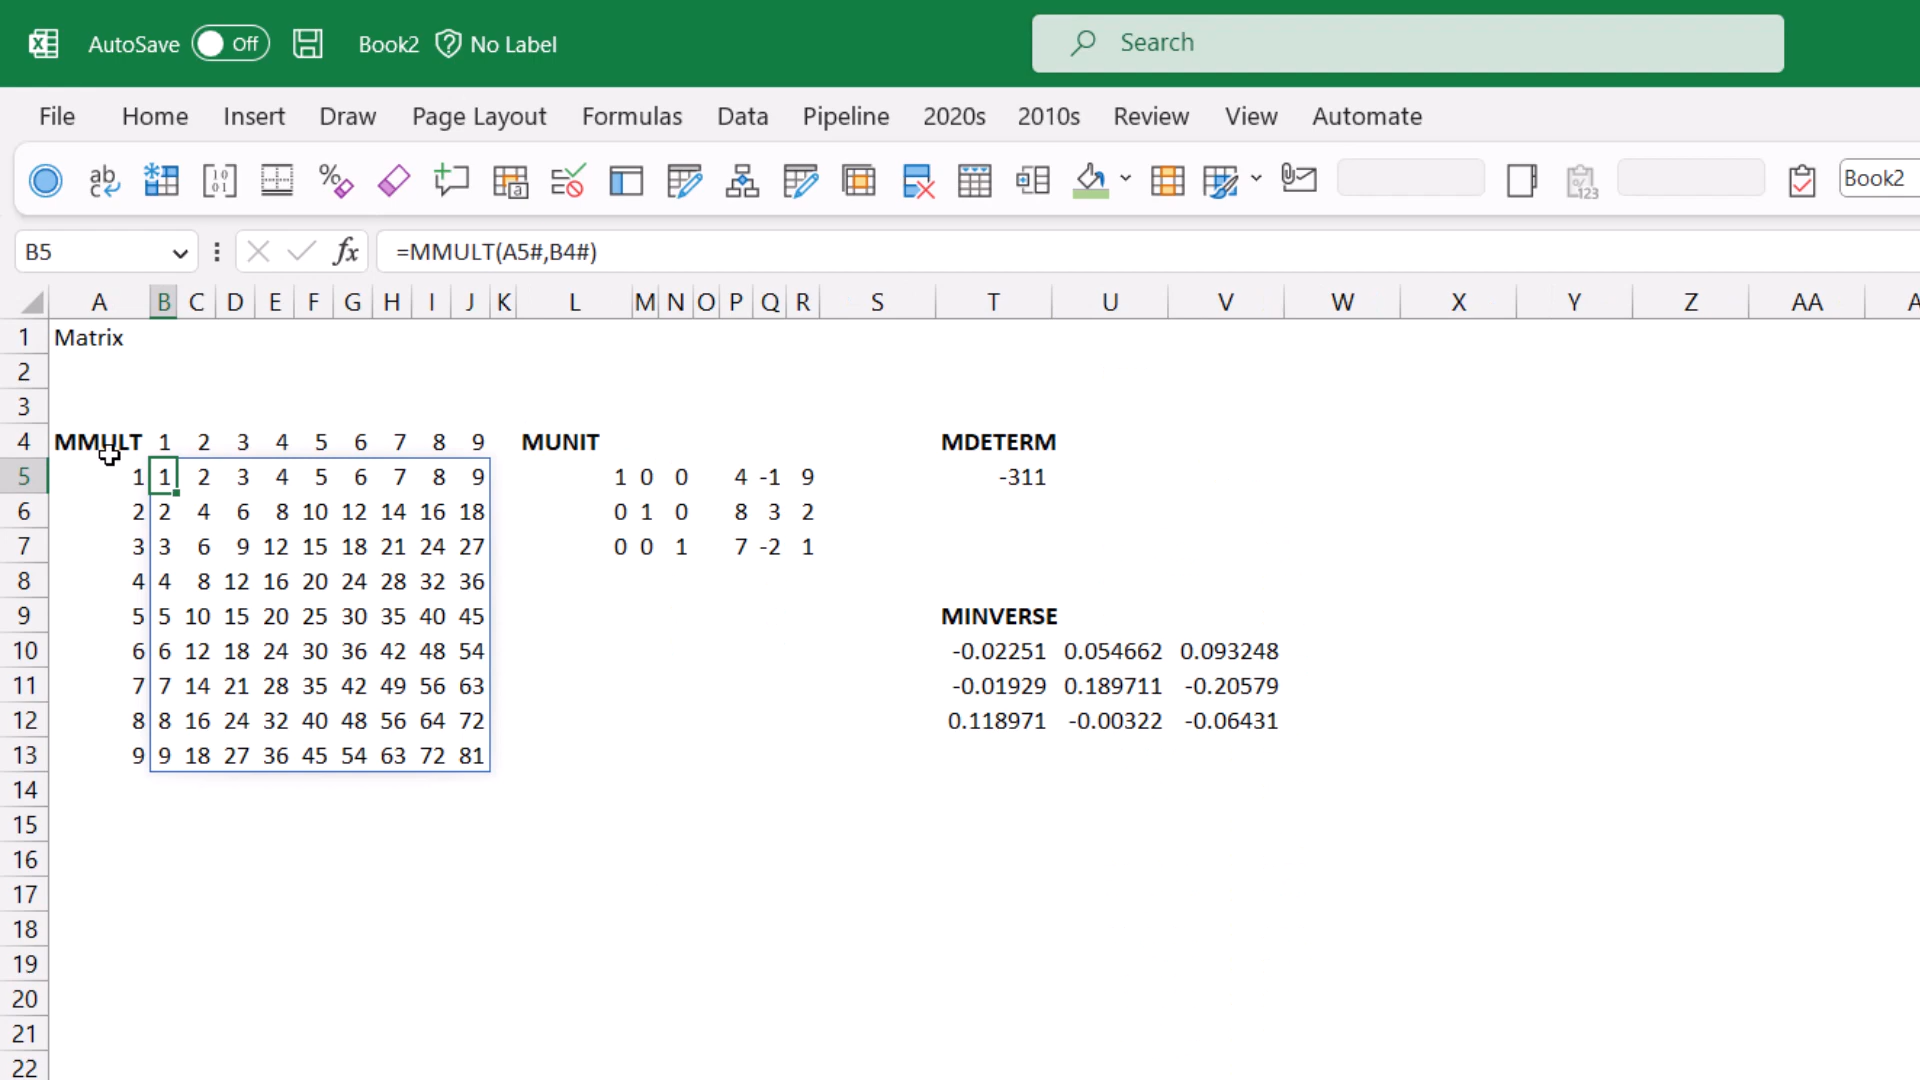 AutoSave Off Book2 No Label Search
File Home Insert Draw Page Layout Formulas Data Pipeline 2020s 2010s Review View Automate
ab c 1 0 0 1 % a 123 Book2
B5 fx =MMULT(A5#,B4#)
A B C D E F G H I J K L M N O P Q R S T U V W X Y Z AA A
1 Matrix
2
3
4 MMULT 1 2 3 4 5 6 7 8 9 MUNIT MDETERM
5 1 1 2 3 4 5 6 7 8 9 1 0 0 4 -1 9 -311
6 2 2 4 6 8 10 12 14 16 18 0 1 0 8 3 2
7 3 3 6 9 12 15 18 21 24 27 0 0 1 7 -2 1
8 4 4 8 12 16 20 24 28 32 36
9 5 5 10 15 20 25 30 35 40 45 MINVERSE
10 6 6 12 18 24 30 36 42 48 54 -0.02251 0.054662 0.093248
11 7 7 14 21 28 35 42 49 56 63 -0.01929 0.189711 -0.20579
12 8 8 16 24 32 40 48 56 64 72 0.118971 -0.00322 -0.06431
13 9 9 18 27 36 45 54 63 72 81
14
15
16
17
18
19
20
21
22